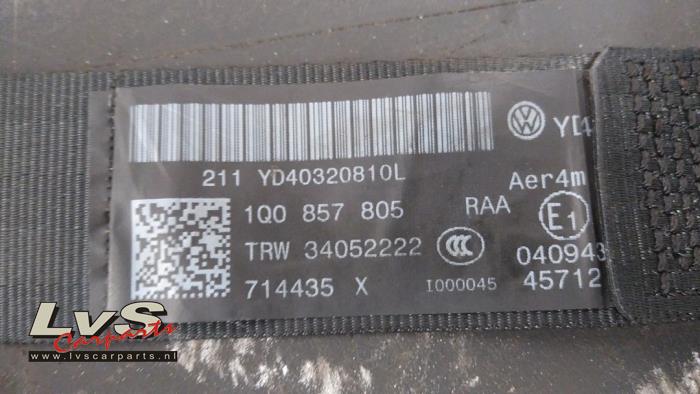 YD4
211 YD40320810L
Aer4m
1Q0 857 805 RAA E1
TRW 34052222 CCC 040943
714435 X I000045 45712
LvS
Carparts
www.lvscarparts.nl